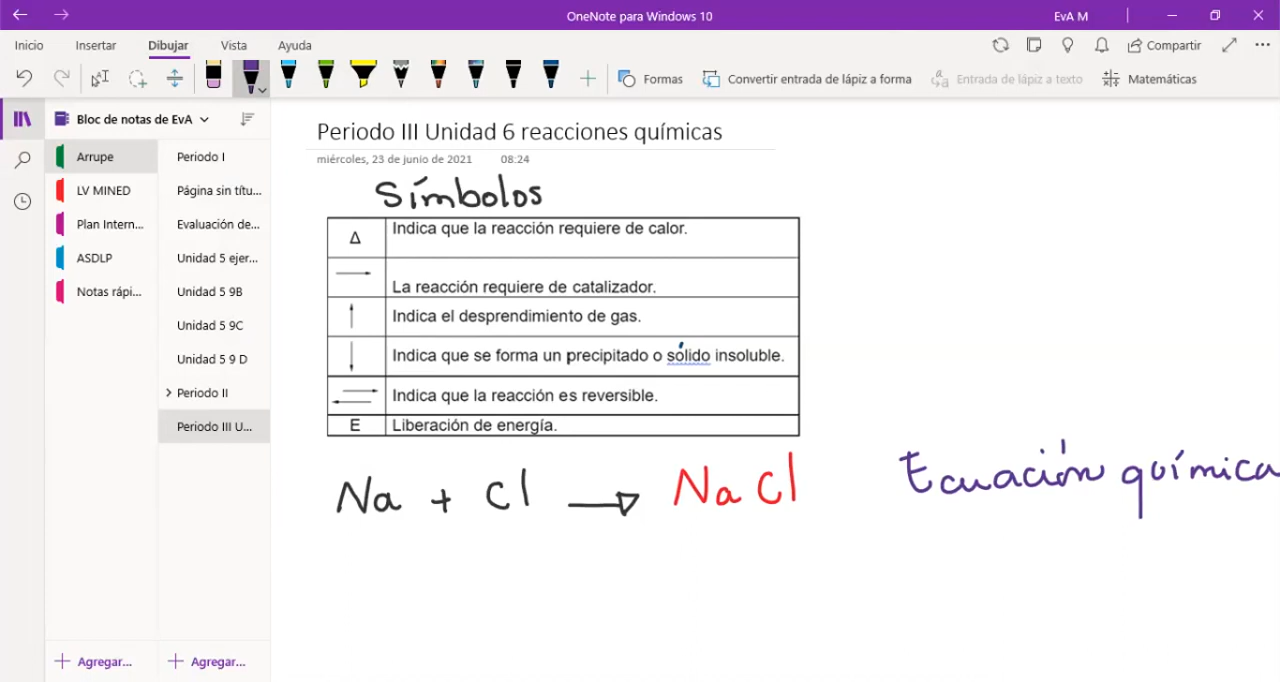 OneNote para Windows 10
EvA M
Inicio Insertar Dibujar Vista Ayuda
Compartir
Formas Convertir entrada de lápiz a forma Entrada de lápiz a texto Matemáticas
Bloc de notas de EvA
Arrupe
LV MINED
Plan Intern...
ASDLP
Notas rápi...
Periodo I
Página sin títu...
Evaluación de...
Unidad 5 ejer...
Unidad 5 9B
Unidad 5 9C
Unidad 5 9 D
Periodo II
Periodo III U...
Agregar... Agregar...
Periodo III Unidad 6 reacciones químicas
miércoles, 23 de junio de 2021 08:24
Símbolos
Δ Indica que la reacción requiere de calor.
→ La reacción requiere de catalizador.
↑ Indica el desprendimiento de gas.
↓ Indica que se forma un precipitado o sólido insoluble.
⇄ Indica que la reacción es reversible.
E Liberación de energía.
Na + Cl → NaCl
Ecuación química